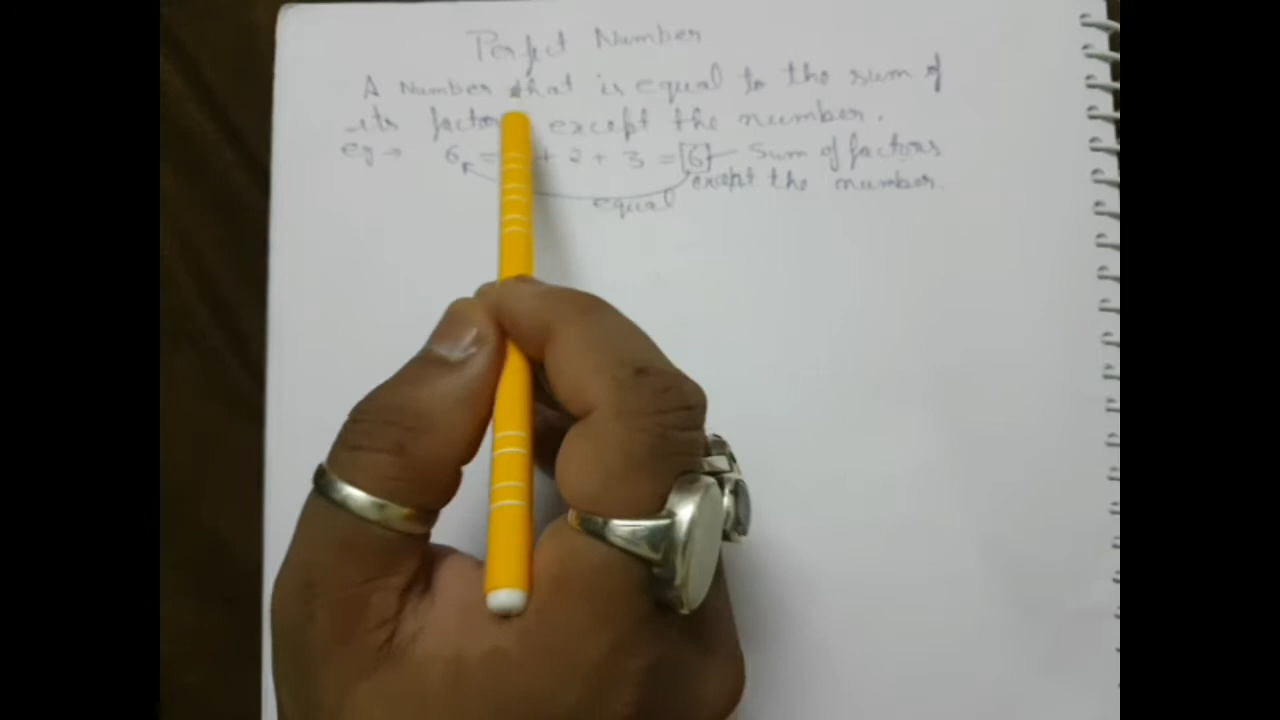 Perfect Number
A Number that is equal to the sum of
its factors except the number.
eg → 6 = + 2 + 3 = 6 — Sum of factors
except the number.
equal